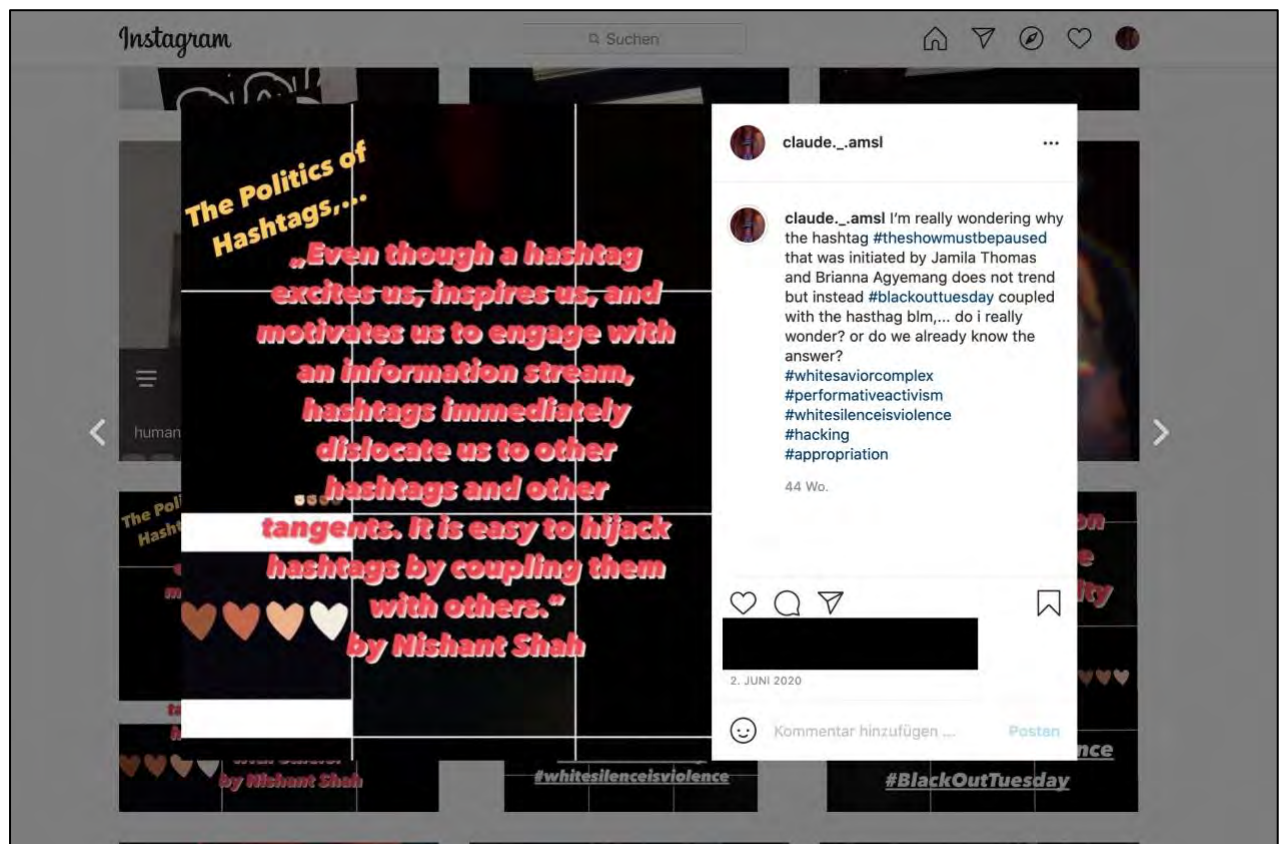 Instagram
Suchen
The Politics of
Hashtags,...
„Even though a hashtag
excites us, inspires us, and
motivates us to engage with
an information stream,
hashtags immediately
dislocate us to other
hashtags and other
tangents. It is easy to hijack
hashtags by coupling them
with others.“
by Nishant Shah
claude._.amsl
claude._.amsl I'm really wondering why
the hashtag #theshowmustbepaused
that was initiated by Jamila Thomas
and Brianna Agyemang does not trend
but instead #blackouttuesday coupled
with the hasthag blm,... do i really
wonder? or do we already know the
answer?
#whitesaviorcomplex
#performativeactivism
#whitesilenceisviolence
#hacking
#appropriation
44 Wo.
2. JUNI 2020
Kommentar hinzufügen ...
Posten
human
The Pol
Hasht
by Nishant Shah
#whitesilenceisviolence
#BlackOutTuesday